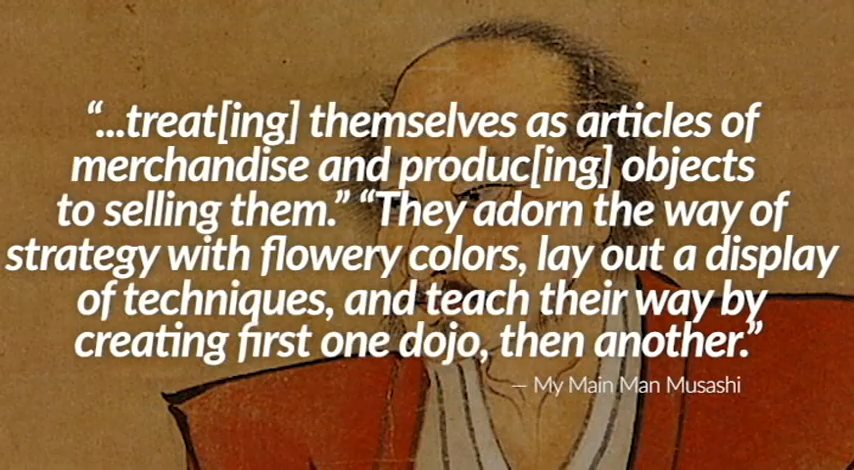 “...treat[ing] themselves as articles of
merchandise and produc[ing] objects
to selling them.” “They adorn the way of
strategy with flowery colors, lay out a display
of techniques, and teach their way by
creating first one dojo, then another.”
— My Main Man Musashi